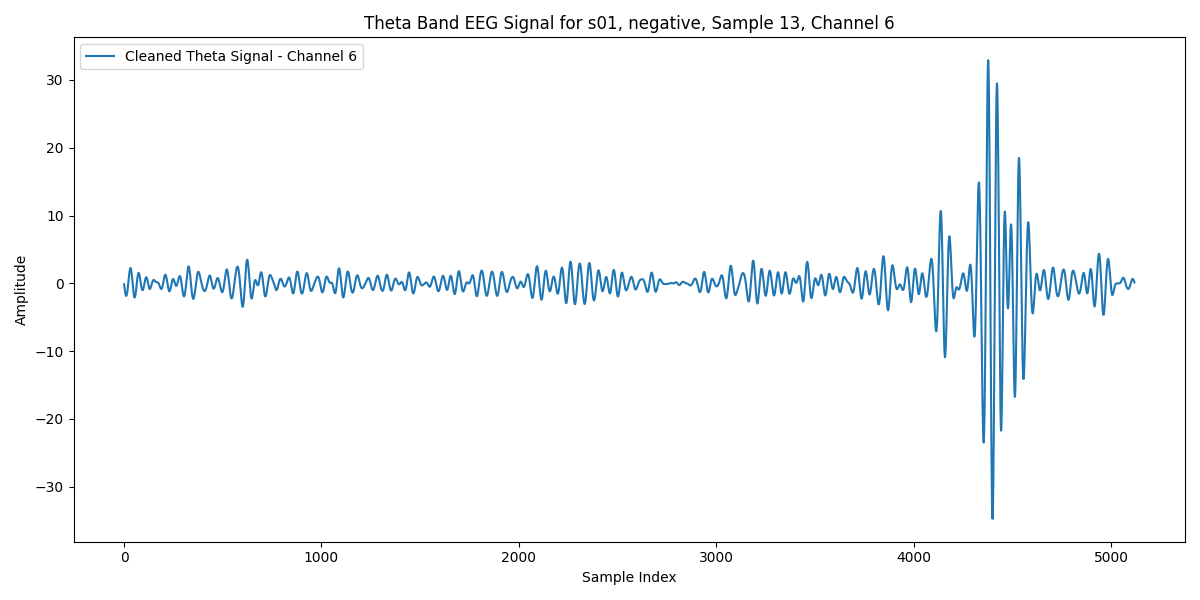 Theta Band EEG Signal for s01, negative, Sample 13, Channel 6
Cleaned Theta Signal - Channel 6
30
20
10
0
−10
−20
−30
Amplitude
0 1000 2000 3000 4000 5000
Sample Index